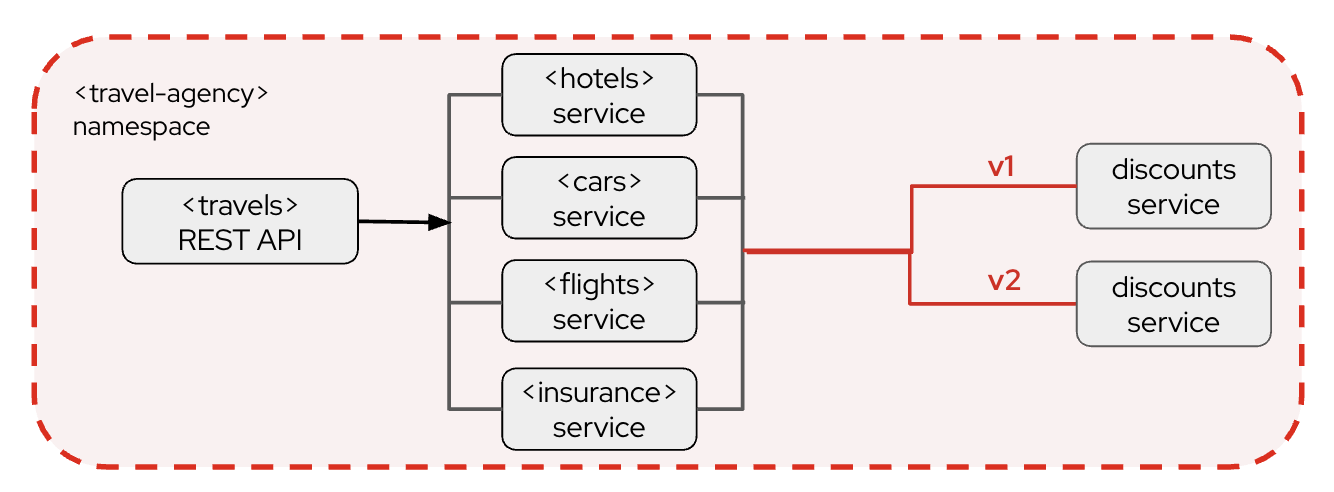 <travel-agency>
namespace
<travels>
REST API
<hotels>
service
<cars>
service
<flights>
service
<insurance>
service
v1
discounts
service
v2
discounts
service